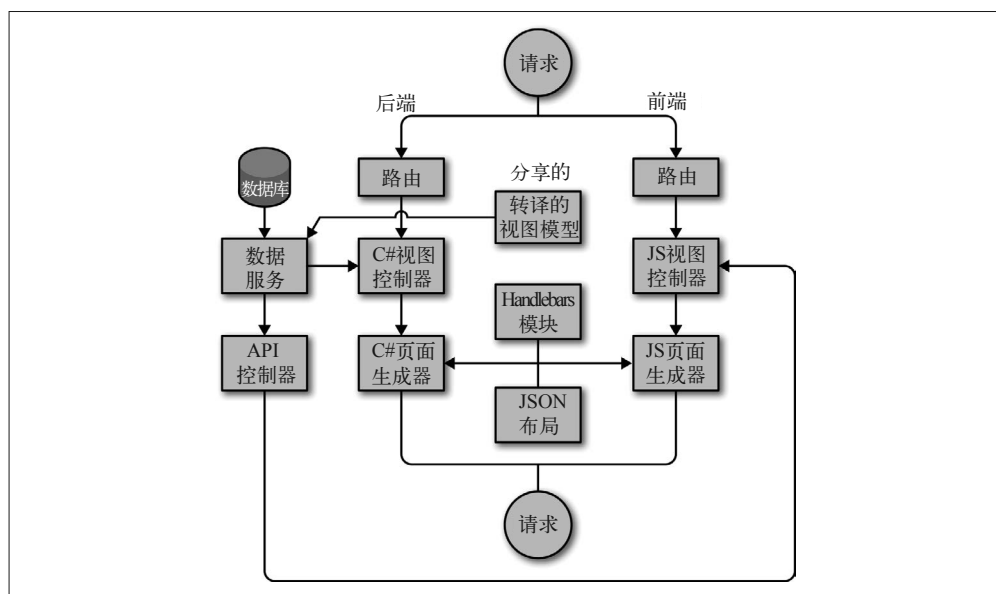 请求
后端
前端
数据库
路由
分享的
路由
转译的
视图模型
数据
服务
C#视图
控制器
JS视图
控制器
Handlebars
模块
API
控制器
C#页面
生成器
JS页面
生成器
JSON
布局
请求